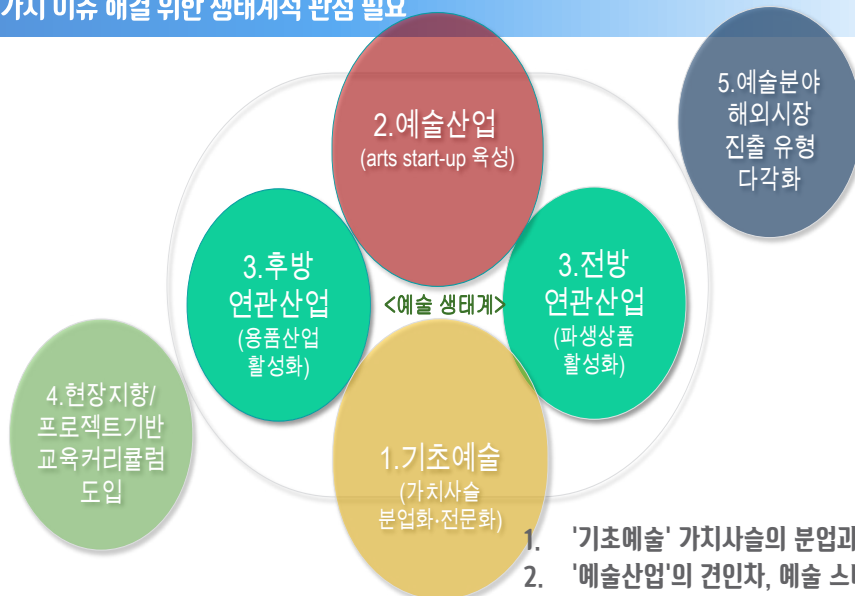 가지 이슈 해결 위한 생태계적 관점 필요
2.예술산업
(arts start-up 육성)
5.예술분야
해외시장
진출 유형
다각화
3.후방
연관산업
(용품산업
활성화)
<예술 생태계>
3.전방
연관산업
(파생상품
활성화)
4.현장지향/
프로젝트기반
교육커리큘럼
도입
1.기초예술
(가치사슬
분업화·전문화)
1. '기초예술' 가치사슬의 분업과
2. '예술산업'의 견인차, 예술